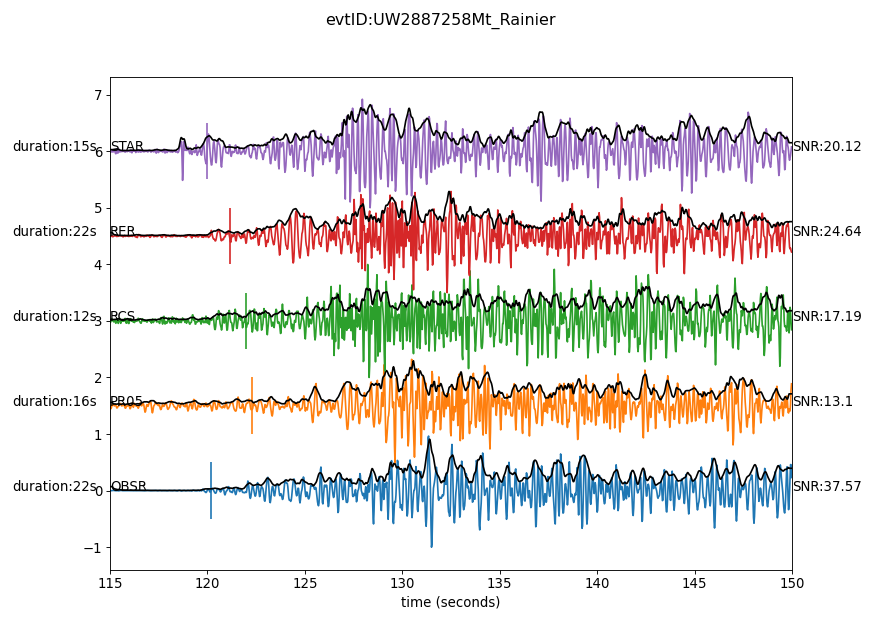 evtID:UW2887258Mt_Rainier
7
duration:15s 6 STAR SNR:20.12
5
duration:22s RER SNR:24.64
4
duration:12s 3 RCS SNR:17.19
2
duration:16s PR05 SNR:13.1
1
duration:22s 0 OBSR SNR:37.57
−1
115 120 125 130 135 140 145 150
time (seconds)